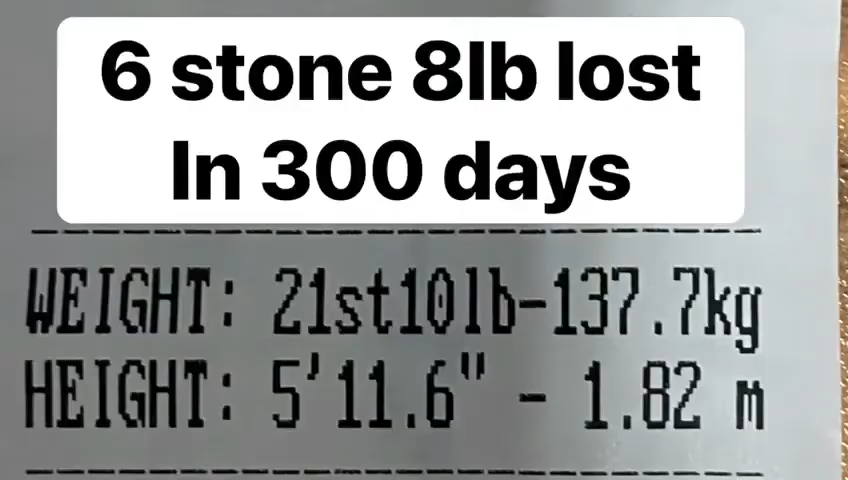 6 stone 8lb lost
In 300 days
WEIGHT: 21st10lb-137.7kg
HEIGHT: 5'11.6" - 1.82 m